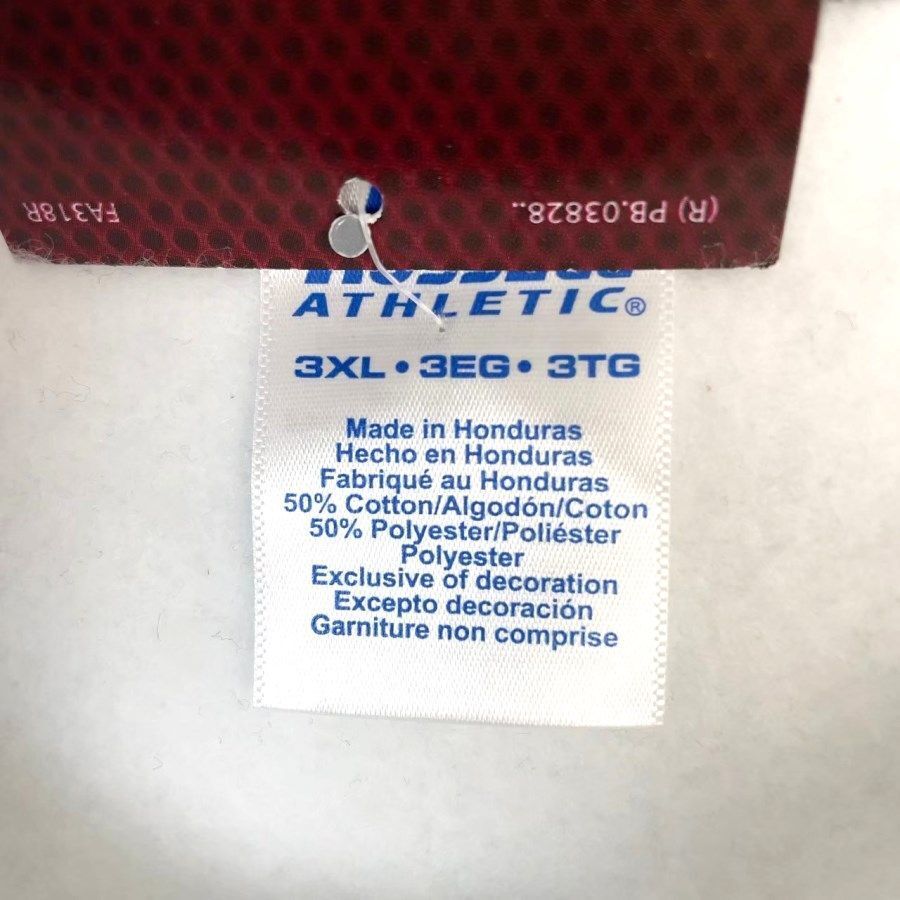 FA318R
(R) PB.03828..
RUSSELL
ATHLETIC®
3XL • 3EG • 3TG
Made in Honduras
Hecho en Honduras
Fabriqué au Honduras
50% Cotton/Algodón/Coton
50% Polyester/Poliéster
Polyester
Exclusive of decoration
Excepto decoración
Garniture non comprise